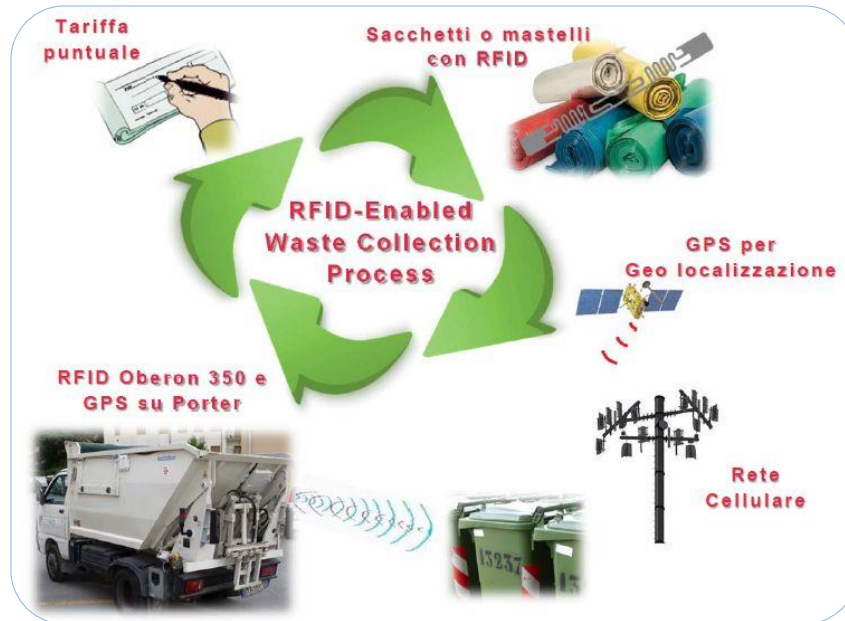 Tariffa
puntuale
Sacchetti o mastelli
con RFID
RFID-Enabled
Waste Collection
Process
GPS per
Geo localizzazione
RFID Oberon 350 e
GPS su Porter
Rete
Cellulare
13237